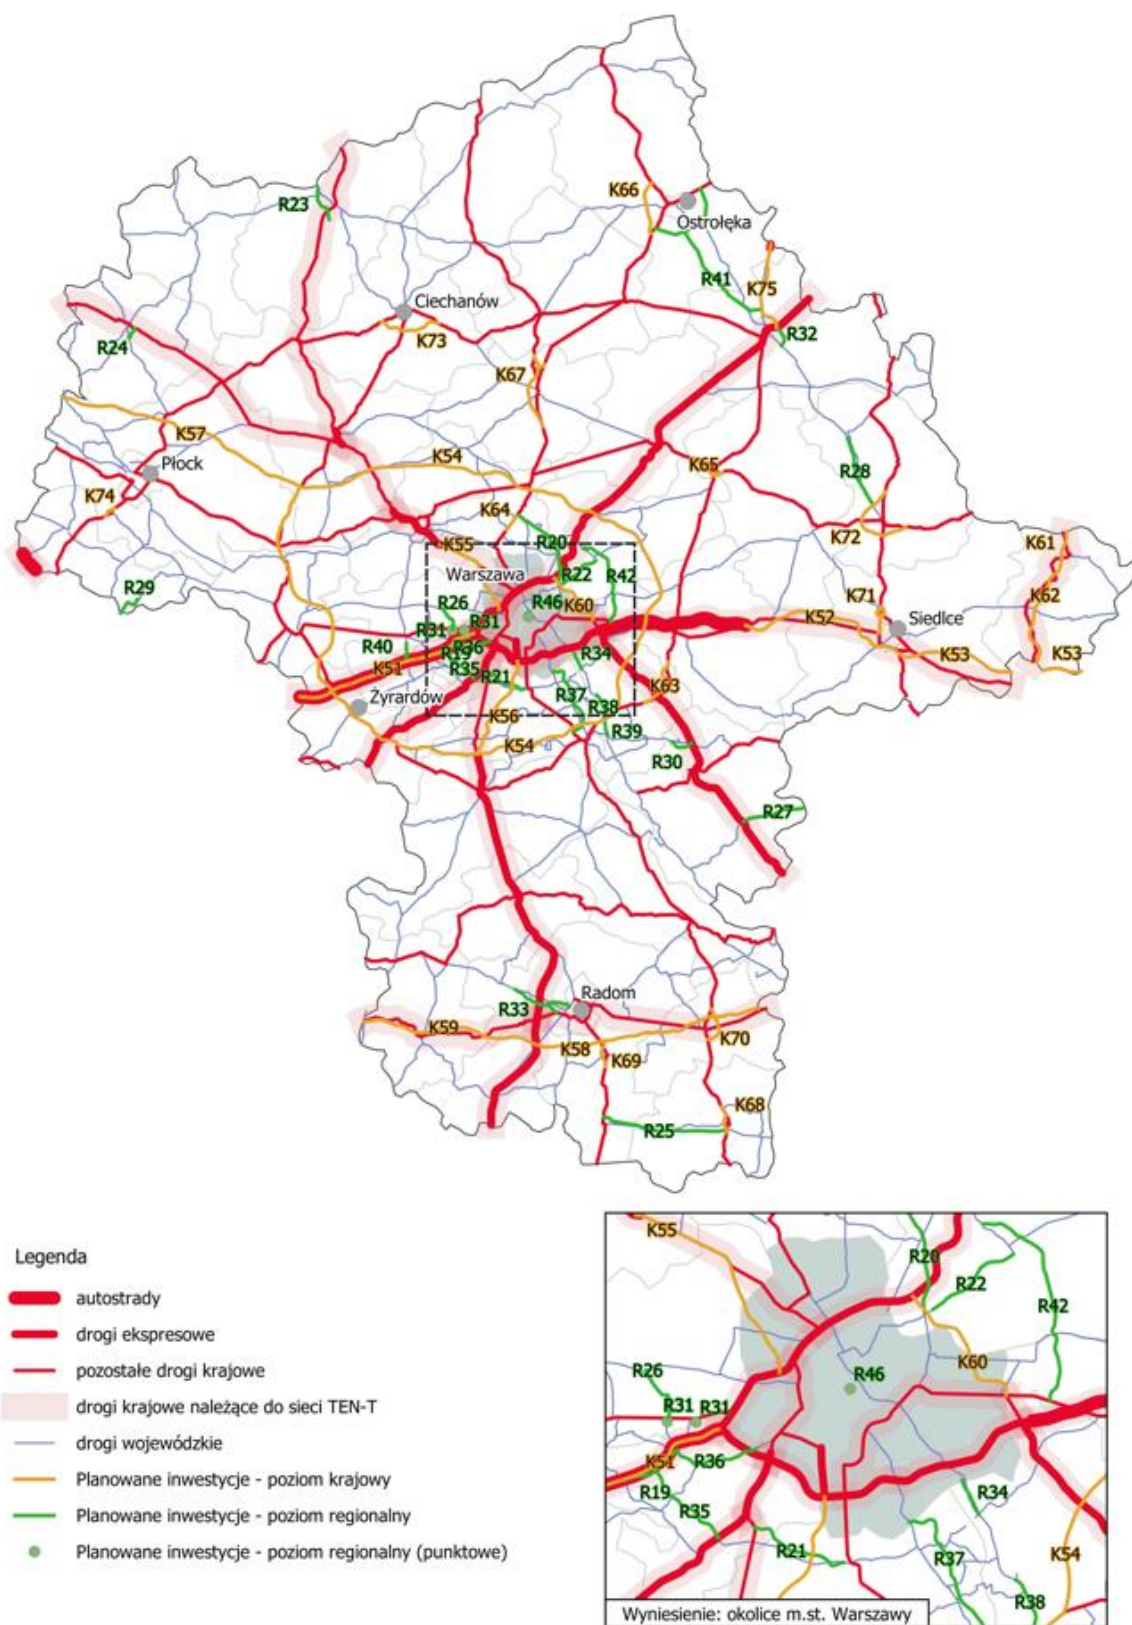 K66
Ostrołęka
R23
R41
K75
Ciechanów
R32
R24
K73
K67
K57
K54
K65
Płock
R28
K74
K64
K72
R20
K55
K61
Warszawa
R22
R42
R29
K62
R26
R46
K60
K71
K52
Siedlce
R31
R31
R40
R19
R36
R34
K53
K53
K51
R35
R21
K63
Żyrardów
R37
R38
K56
R39
K54
R30
R27
Radom
R33
K59
K70
K58
K69
K68
R25
Legenda
autostrady
drogi ekspresowe
pozostałe drogi krajowe
drogi krajowe należące do sieci TEN-T
drogi wojewódzkie
Planowane inwestycje - poziom krajowy
Planowane inwestycje - poziom regionalny
Planowane inwestycje - poziom regionalny (punktowe)
K55
R20
R22
R42
K60
R26
R46
R31
R31
K51
R36
R19
R34
R35
R21
R37
K54
R38
Wyniesienie: okolice m.st. Warszawy